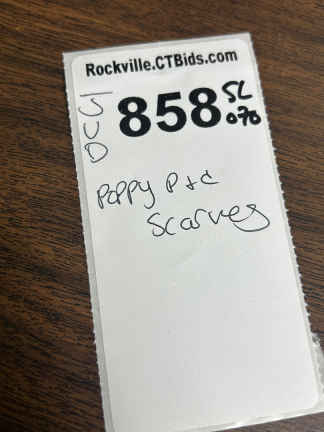 Rockville.CTBids.com
858 SL
070
JUD
Poppy P+C
Scarves